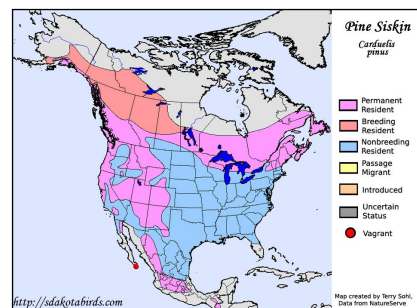 Pine Siskin
Carduelis
pinus
Permanent
Resident
Breeding
Resident
Nonbreeding
Resident
Passage
Migrant
Introduced
Uncertain
Status
Vagrant
http://sdakotabirds.com
Map created by Terry Sohl,
Data from NatureServe